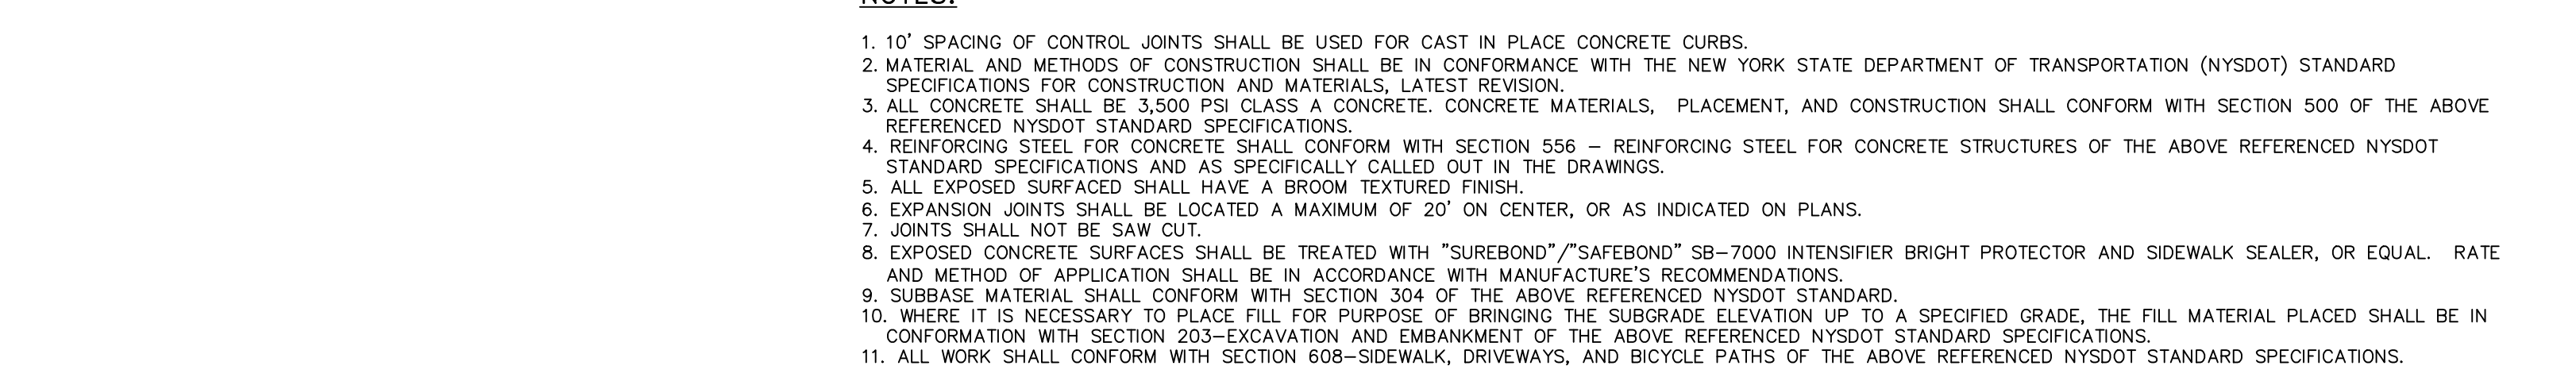 NOTES:
1. 10' SPACING OF CONTROL JOINTS SHALL BE USED FOR CAST IN PLACE CONCRETE CURBS.
2. MATERIAL AND METHODS OF CONSTRUCTION SHALL BE IN CONFORMANCE WITH THE NEW YORK STATE DEPARTMENT OF TRANSPORTATION (NYSDOT) STANDARD
SPECIFICATIONS FOR CONSTRUCTION AND MATERIALS, LATEST REVISION.
3. ALL CONCRETE SHALL BE 3,500 PSI CLASS A CONCRETE. CONCRETE MATERIALS,  PLACEMENT, AND CONSTRUCTION SHALL CONFORM WITH SECTION 500 OF THE ABOVE
REFERENCED NYSDOT STANDARD SPECIFICATIONS.
4. REINFORCING STEEL FOR CONCRETE SHALL CONFORM WITH SECTION 556 – REINFORCING STEEL FOR CONCRETE STRUCTURES OF THE ABOVE REFERENCED NYSDOT
STANDARD SPECIFICATIONS AND AS SPECIFICALLY CALLED OUT IN THE DRAWINGS.
5. ALL EXPOSED SURFACED SHALL HAVE A BROOM TEXTURED FINISH.
6. EXPANSION JOINTS SHALL BE LOCATED A MAXIMUM OF 20' ON CENTER, OR AS INDICATED ON PLANS.
7. JOINTS SHALL NOT BE SAW CUT.
8. EXPOSED CONCRETE SURFACES SHALL BE TREATED WITH "SUREBOND"/"SAFEBOND" SB–7000 INTENSIFIER BRIGHT PROTECTOR AND SIDEWALK SEALER, OR EQUAL.  RATE
AND METHOD OF APPLICATION SHALL BE IN ACCORDANCE WITH MANUFACTURE'S RECOMMENDATIONS.
9. SUBBASE MATERIAL SHALL CONFORM WITH SECTION 304 OF THE ABOVE REFERENCED NYSDOT STANDARD.
10. WHERE IT IS NECESSARY TO PLACE FILL FOR PURPOSE OF BRINGING THE SUBGRADE ELEVATION UP TO A SPECIFIED GRADE, THE FILL MATERIAL PLACED SHALL BE IN
CONFORMATION WITH SECTION 203–EXCAVATION AND EMBANKMENT OF THE ABOVE REFERENCED NYSDOT STANDARD SPECIFICATIONS.
11. ALL WORK SHALL CONFORM WITH SECTION 608–SIDEWALK, DRIVEWAYS, AND BICYCLE PATHS OF THE ABOVE REFERENCED NYSDOT STANDARD SPECIFICATIONS.